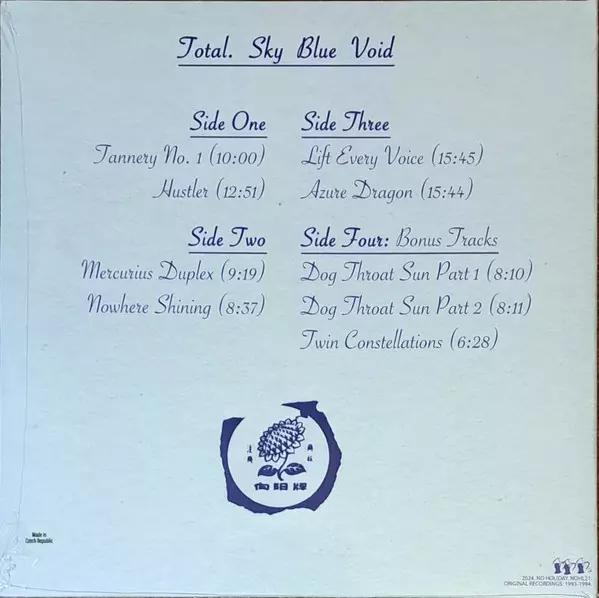 Total. Sky Blue Void
Side One
Tannery No. 1 (10:00)
Hustler (12:51)
Side Two
Mercurius Duplex (9:19)
Nowhere Shining (8:37)
Side Three
Lift Every Voice (15:45)
Azure Dragon (15:44)
Side Four: Bonus Tracks
Dog Throat Sun Part 1 (8:10)
Dog Throat Sun Part 2 (8:11)
Twin Constellations (6:28)
向阳牌
Made in
Czech Republic
2024. NO HOLIDAY. NOHL21.
ORIGINAL RECORDINGS: 1993-1994.